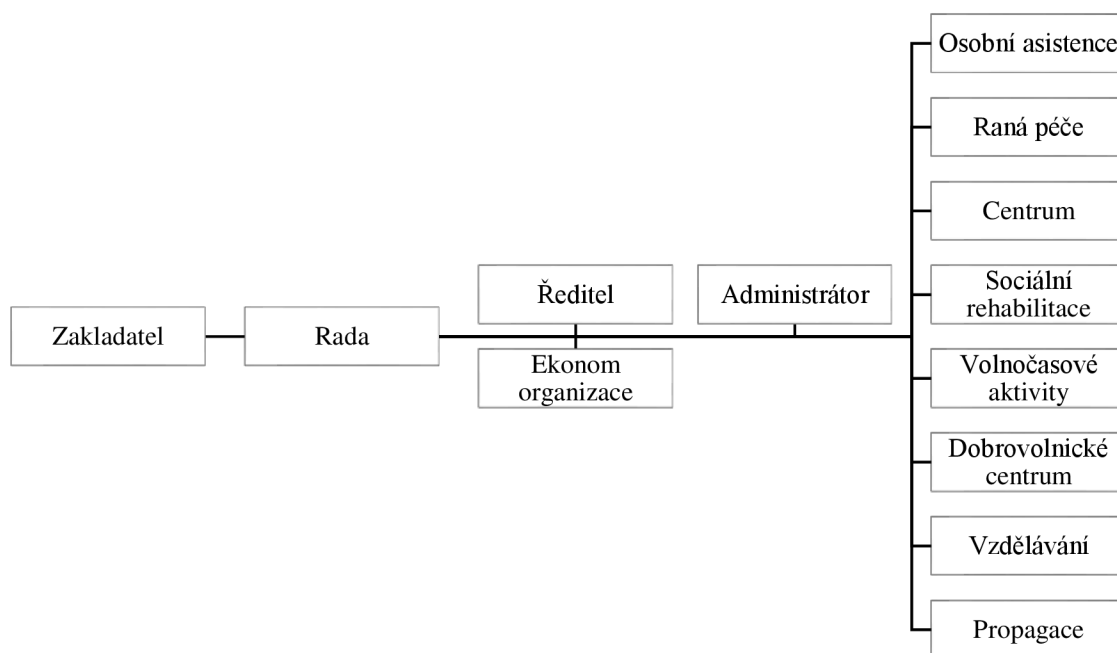 Zakladatel
Rada
Ředitel
Ekonom
organizace
Administrátor
Osobní asistence
Raná péče
Centrum
Sociální
rehabilitace
Volnočasové
aktivity
Dobrovolnické
centrum
Vzdělávání
Propagace